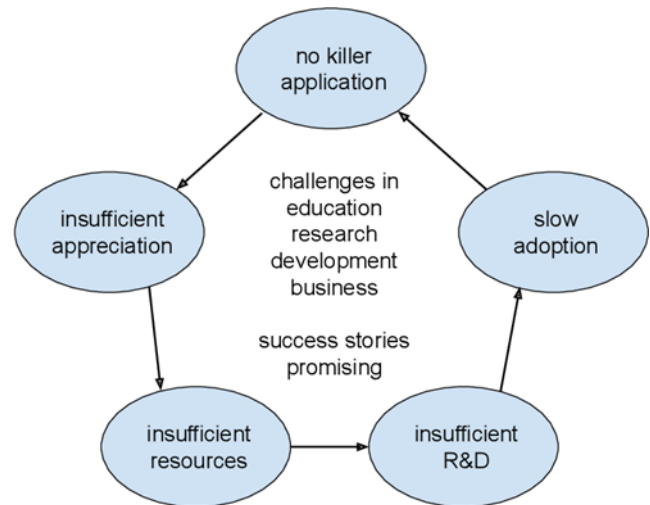 no killer
application
insufficient
appreciation
challenges in
education
research
development
business
slow
adoption
success stories
promising
insufficient
resources
insufficient
R&D